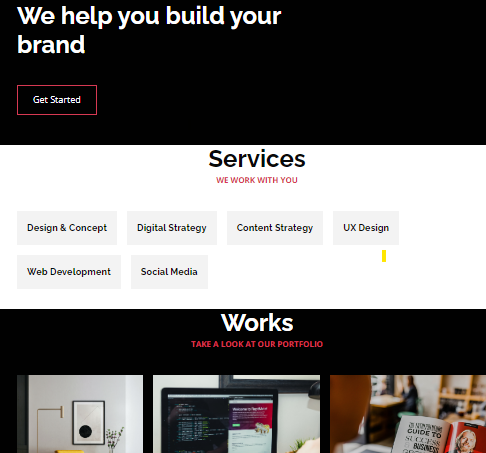 We help you build your
brand
Get Started
Services
WE WORK WITH YOU
Design & Concept
Digital Strategy
Content Strategy
UX Design
Web Development
Social Media
Works
TAKE A LOOK AT OUR PORTFOLIO
GUIDE TO
SUCCESS
BUSINESS